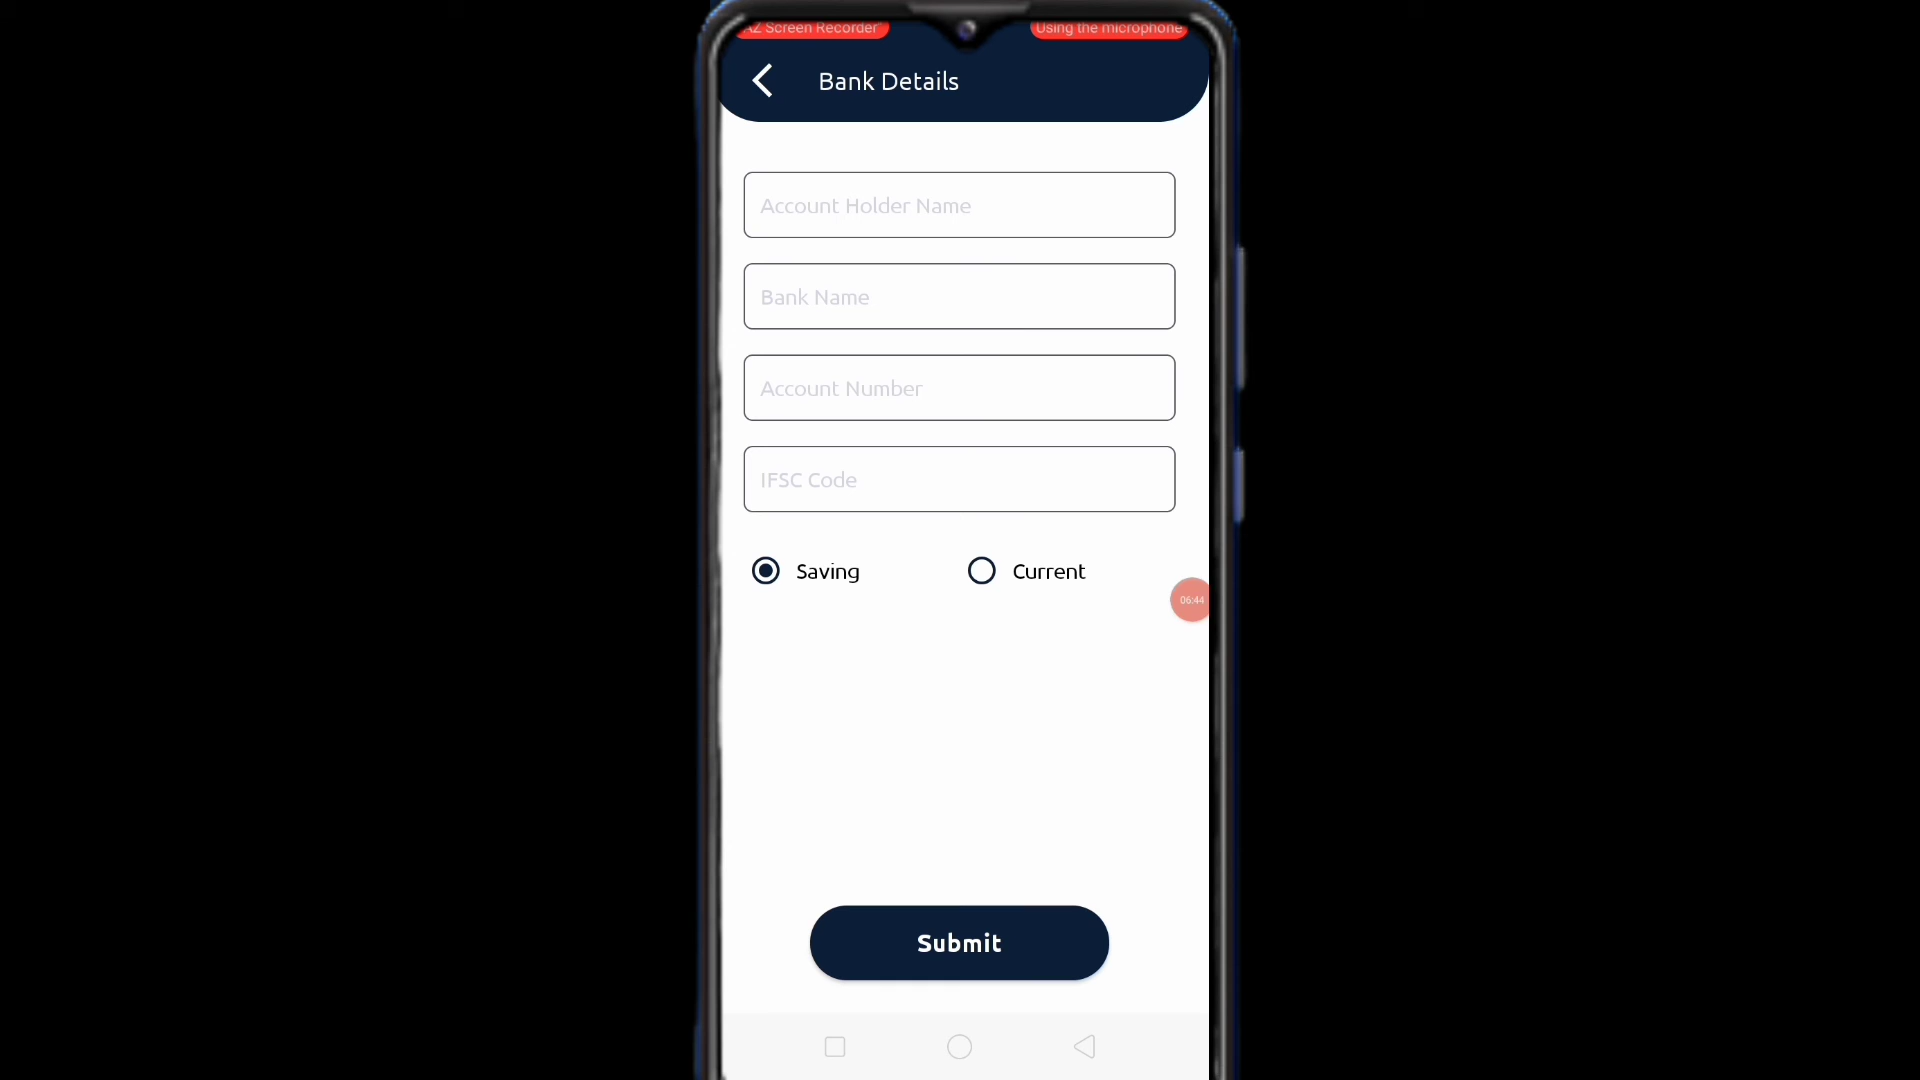 AZ Screen Recorder
Using the microphone
Bank Details
Account Holder Name
Bank Name
Account Number
IFSC Code
Saving
Current
06:44
Submit